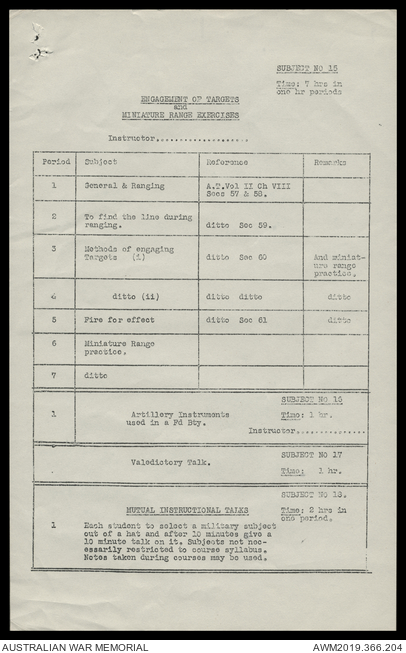 SUBJECT NO 15
Time: 7 hrs in
one hr periods
ENGAGEMENT OF TARGETS
and
MINIATURE RANGE EXERCISES
Instructor....................
Period Subject Reference Remarks
1 General & Ranging A.T.Vol II Ch VIII
Secs 57 & 58.
2 To find the line during
ranging. ditto Sec 59.
3 Methods of engaging
Targets (i) ditto Sec 60 And miniat-
ure range
practice.
4 ditto (ii) ditto ditto ditto
5 Fire for effect ditto Sec 61 ditto
6 Miniature Range
practice.
7 ditto
SUBJECT NO 16
1 Artillery Instruments
used in a Fd Bty. Time: 1 hr.
Instructor...............
SUBJECT NO 17
Valedictory Talk.
Time: 1 hr.
SUBJECT NO 18.
MUTUAL INSTRUCTIONAL TALKS Time: 2 hrs in
one period.
1 Each student to select a military subject
out of a hat and after 10 minutes give a
10 minute talk on it. Subjects not nec-
essarily restricted to course syllabus.
Notes taken during courses may be used.
AUSTRALIAN WAR MEMORIAL AWM2019.366.204